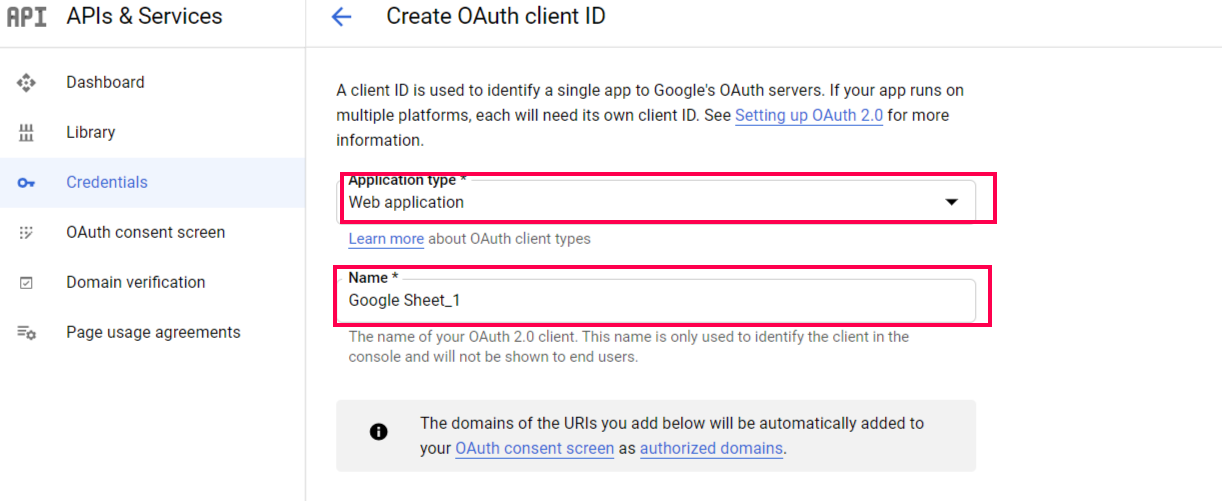 API APIs & Services
Create OAuth client ID
Dashboard
Library
Credentials
OAuth consent screen
Domain verification
Page usage agreements
A client ID is used to identify a single app to Google's OAuth servers. If your app runs on
multiple platforms, each will need its own client ID. See Setting up OAuth 2.0 for more
information.
Application type *
Web application
Learn more about OAuth client types
Name *
Google Sheet_1
The name of your OAuth 2.0 client. This name is only used to identify the client in the
console and will not be shown to end users.
The domains of the URIs you add below will be automatically added to
your OAuth consent screen as authorized domains.